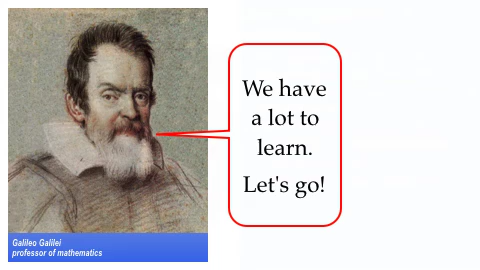 We have
a lot to
learn.
Let's go!
Galileo Galilei
professor of mathematics